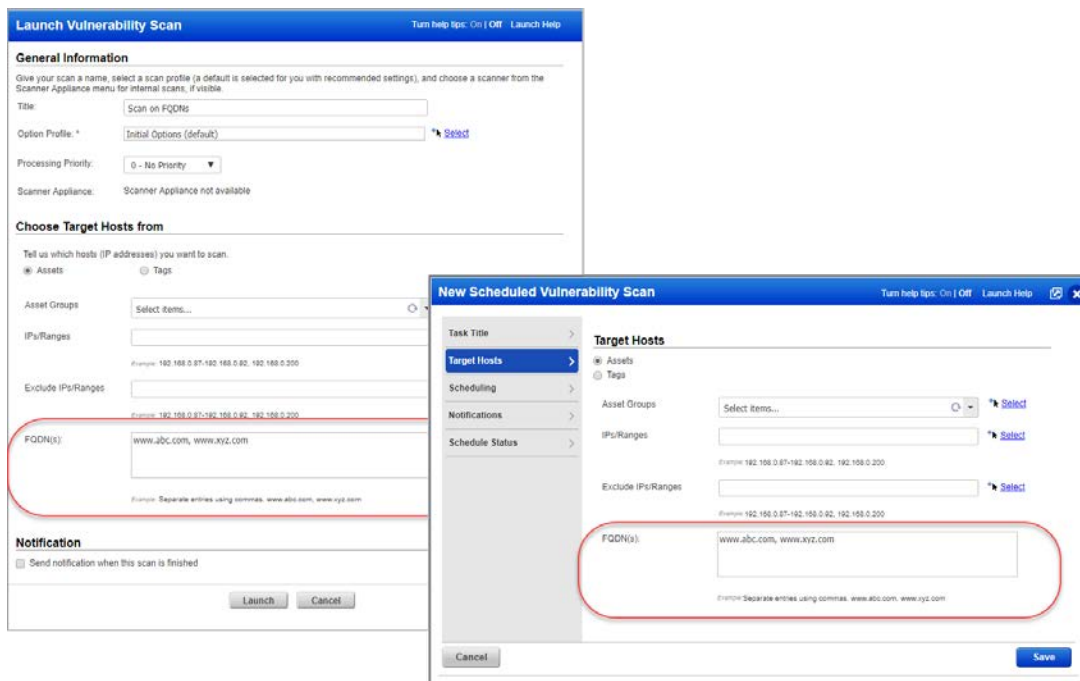 Launch Vulnerability Scan
Turn help tips: On | Off Launch Help
General Information
Give your scan a name, select a scan profile (a default is selected for you with recommended settings), and choose a scanner from the
Scanner Appliance menu for internal scans, if visible.
Title:
Scan on FQDNs
Option Profile: *
Initial Options (default)
Select
Processing Priority:
0 - No Priority
Scanner Appliance:
Scanner Appliance not available
Choose Target Hosts from
Tell us which hosts (IP addresses) you want to scan.
Assets
Tags
Asset Groups
Select items...
IPs/Ranges
Example: 192.168.0.87-192.168.0.92, 192.168.0.200
Exclude IPs/Ranges
Example: 192.168.0.87-192.168.0.92, 192.168.0.200
FQDN(s):
www.abc.com, www.xyz.com
Example: Separate entries using commas. www.abc.com, www.xyz.com
Notification
Send notification when this scan is finished
Launch
Cancel
New Scheduled Vulnerability Scan
Turn help tips: On | Off Launch Help
Task Title
Target Hosts
Scheduling
Notifications
Schedule Status
Target Hosts
Assets
Tags
Asset Groups
Select items...
Select
IPs/Ranges
Select
Example: 192.168.0.87-192.168.0.92, 192.168.0.200
Exclude IPs/Ranges
Select
Example: 192.168.0.87-192.168.0.92, 192.168.0.200
FQDN(s):
www.abc.com, www.xyz.com
Example: Separate entries using commas. www.abc.com, www.xyz.com
Cancel
Save